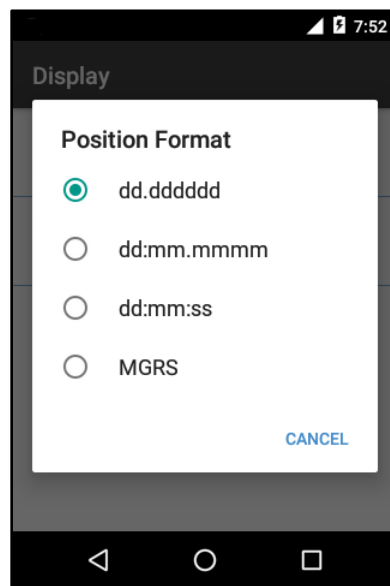 7:52
Display
Position Format
dd.dddddd
dd:mm.mmmm
dd:mm:ss
MGRS
CANCEL